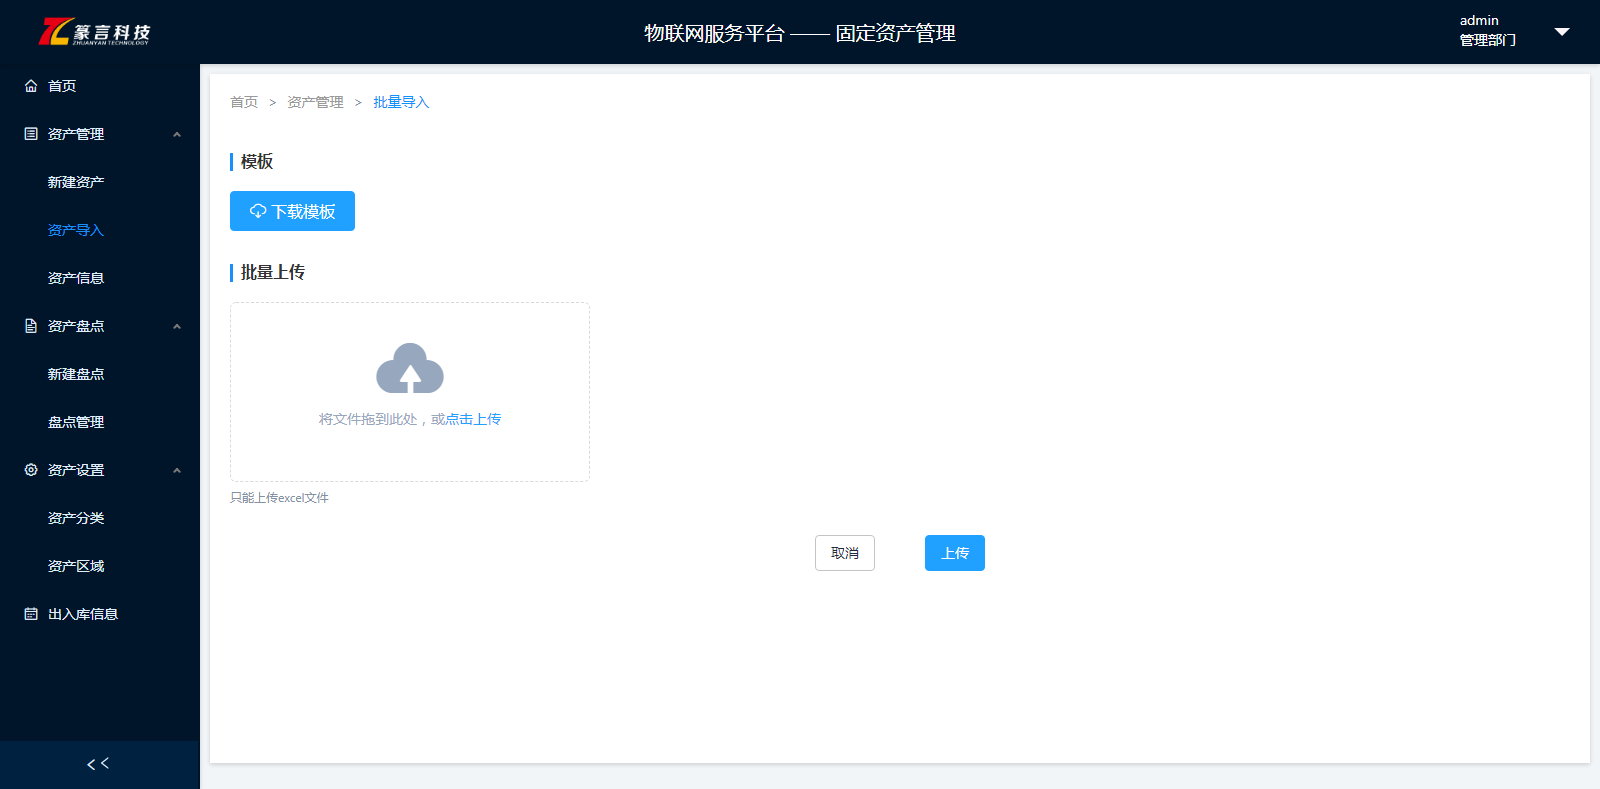 篆言科技
ZHUANYAN TECHNOLOGY
物联网服务平台 —— 固定资产管理
admin
管理部门
首页
资产管理
新建资产
资产导入
资产信息
资产盘点
新建盘点
盘点管理
资产设置
资产分类
资产区域
出入库信息
<<
首页 > 资产管理 > 批量导入
模板
下载模板
批量上传
将文件拖到此处，或点击上传
只能上传excel文件
取消
上传